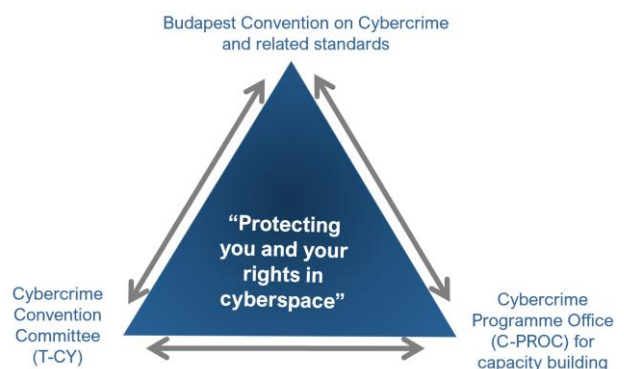 Budapest Convention on Cybercrime
and related standards
“Protecting
you and your
rights in
cyberspace”
Cybercrime
Convention
Committee
(T-CY)
Cybercrime
Programme Office
(C-PROC) for
capacity building